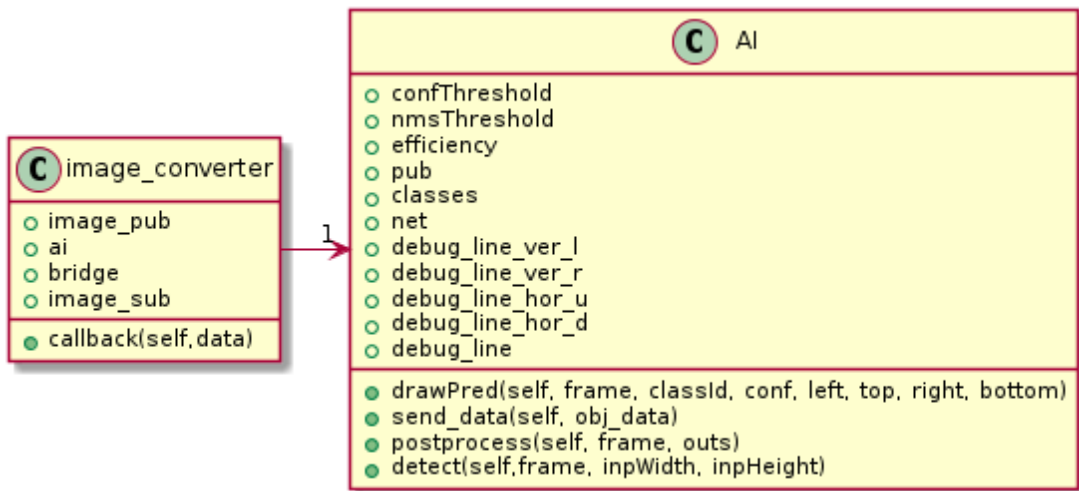 C image_converter
image_pub
ai
bridge
image_sub
callback(self,data)
1
C AI
confThreshold
nmsThreshold
efficiency
pub
classes
net
debug_line_ver_l
debug_line_ver_r
debug_line_hor_u
debug_line_hor_d
debug_line
drawPred(self, frame, classId, conf, left, top, right, bottom)
send_data(self, obj_data)
postprocess(self, frame, outs)
detect(self,frame, inpWidth, inpHeight)